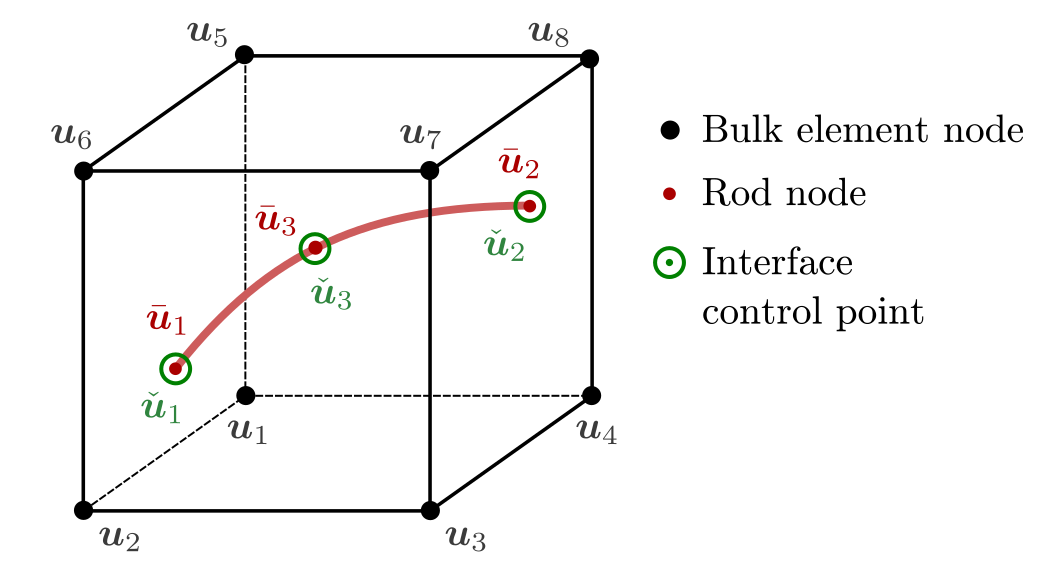 u₅
u₈
u₆
u₇
ū₂
ū₃
ǔ₂
ǔ₃
ū₁
ǔ₁
u₁
u₄
u₂
u₃
Bulk element node
Rod node
Interface
control point